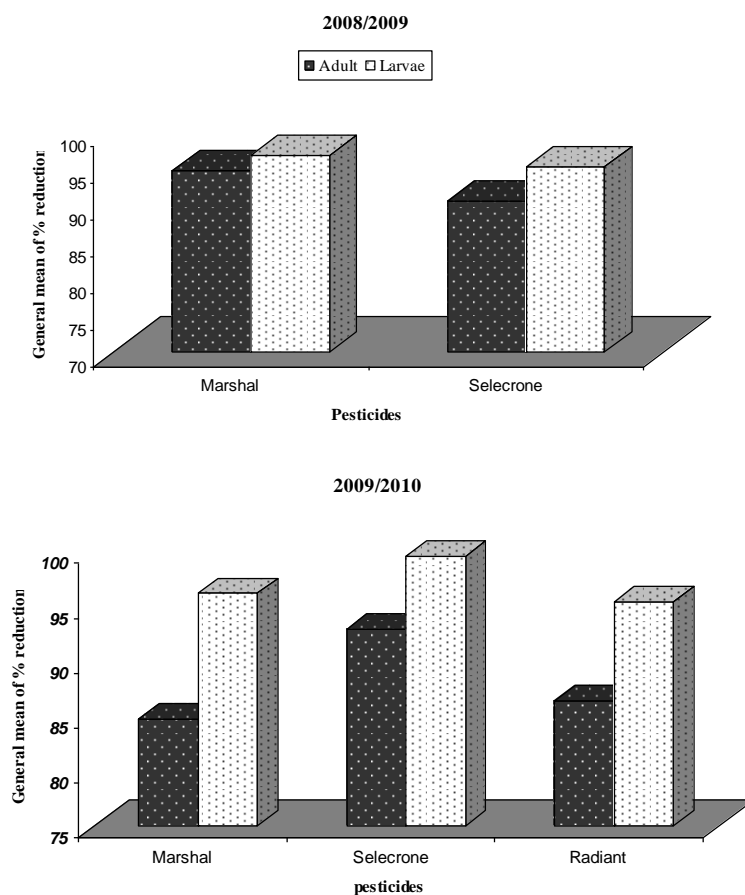 2008/2009
Adult Larvae
General mean of % reduction
100
95
90
85
80
75
70
Marshal Selecrone
Pesticides
2009/2010
General mean of % reduction
100
95
90
85
80
75
Marshal Selecrone Radiant
pesticides